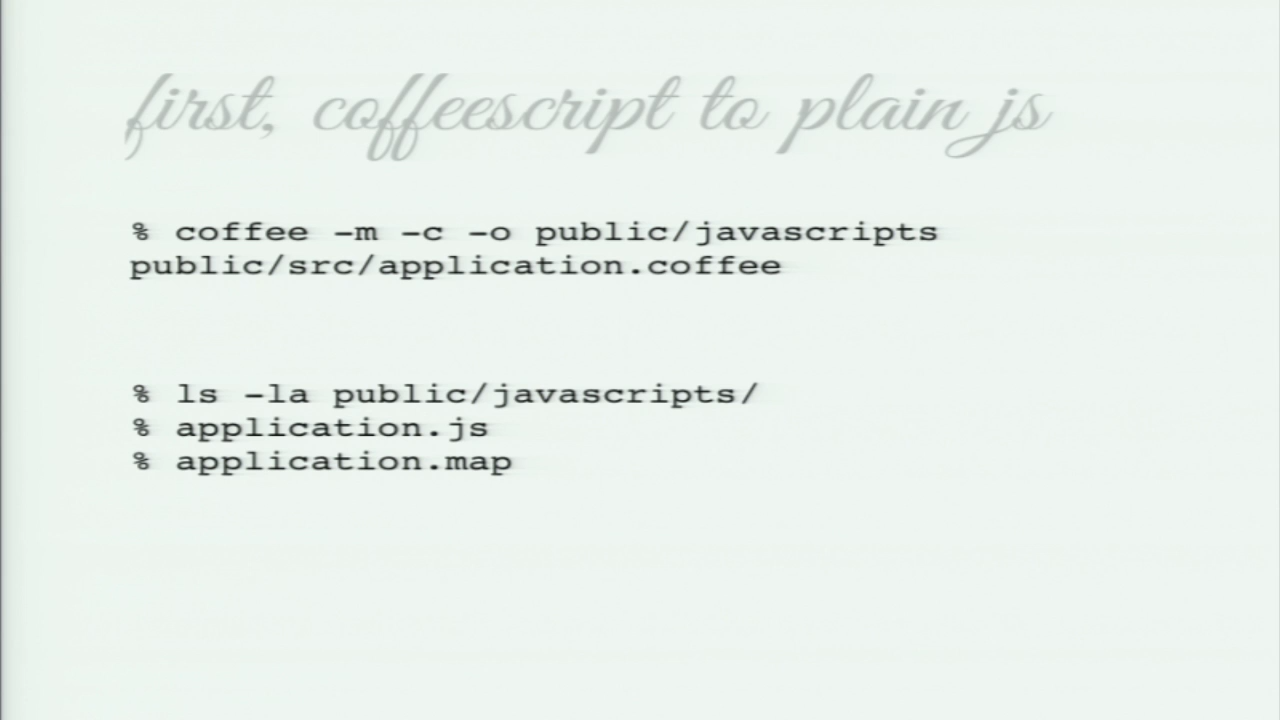 first, coffeescript to plain js
% coffee -m -c -o public/javascripts
public/src/application.coffee
% ls -la public/javascripts/
% application.js
% application.map